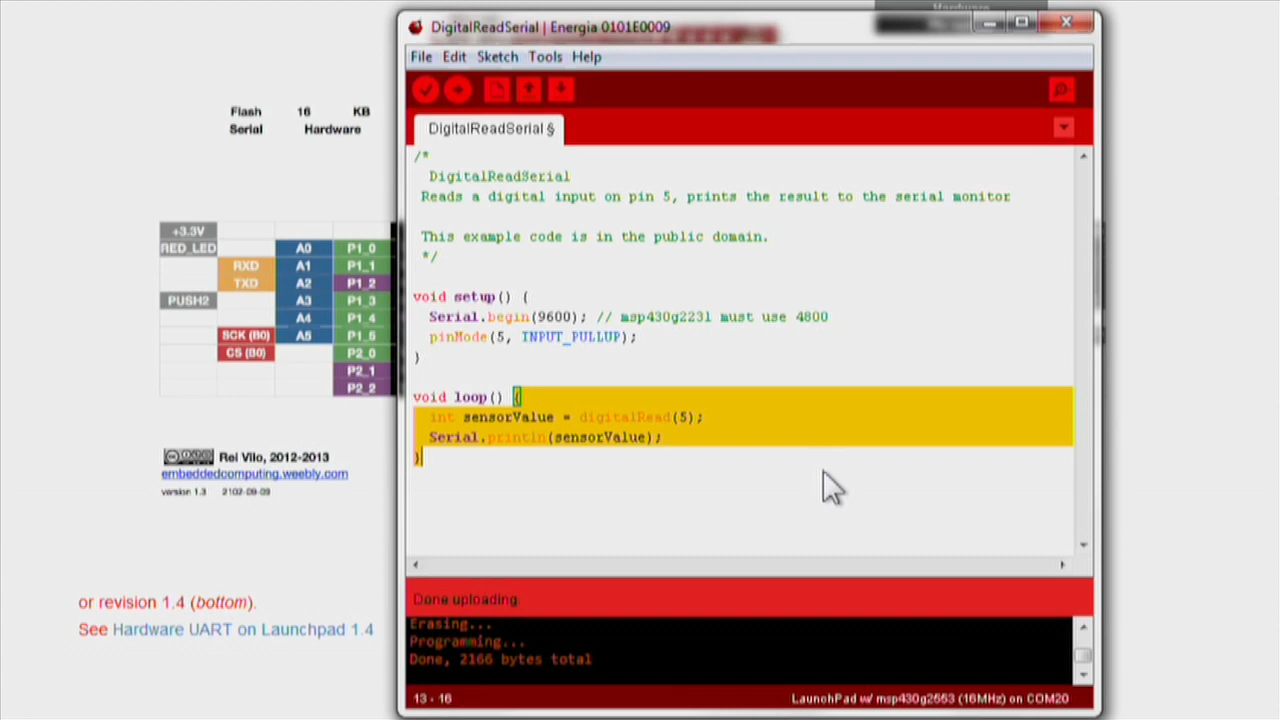 Hardware
DigitalReadSerial | Energia 0101E0009
File Edit Sketch Tools Help
DigitalReadSerial §
/*
DigitalReadSerial
Reads a digital input on pin 5, prints the result to the serial monitor
This example code is in the public domain.
*/
void setup() {
Serial.begin(9600); // msp430g2231 must use 4800
pinMode(5, INPUT_PULLUP);
}
void loop() {
int sensorValue = digitalRead(5);
Serial.println(sensorValue);
}
Done uploading.
Erasing...
Programming...
Done, 2166 bytes total
13 - 16
LaunchPad w/ msp430g2553 (16MHz) on COM20
Flash 16 KB
Serial Hardware
+3.3V
RED_LED A0 P1_0
RXD A1 P1_1
TXD A2 P1_2
PUSH2 A3 P1_3
A4 P1_4
SCK (B0) A5 P1_5
CS (B0) P2_0
P2_1
P2_2
Rei Vilo, 2012-2013
embeddedcomputing.weebly.com
version 1.3 2102-09-09
or revision 1.4 (bottom).
See Hardware UART on Launchpad 1.4